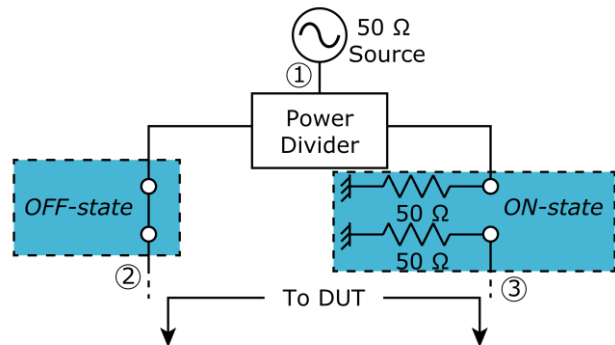 50 Ω
Source
①
Power
Divider
OFF-state
50 Ω
ON-state
50 Ω
②
③
To DUT